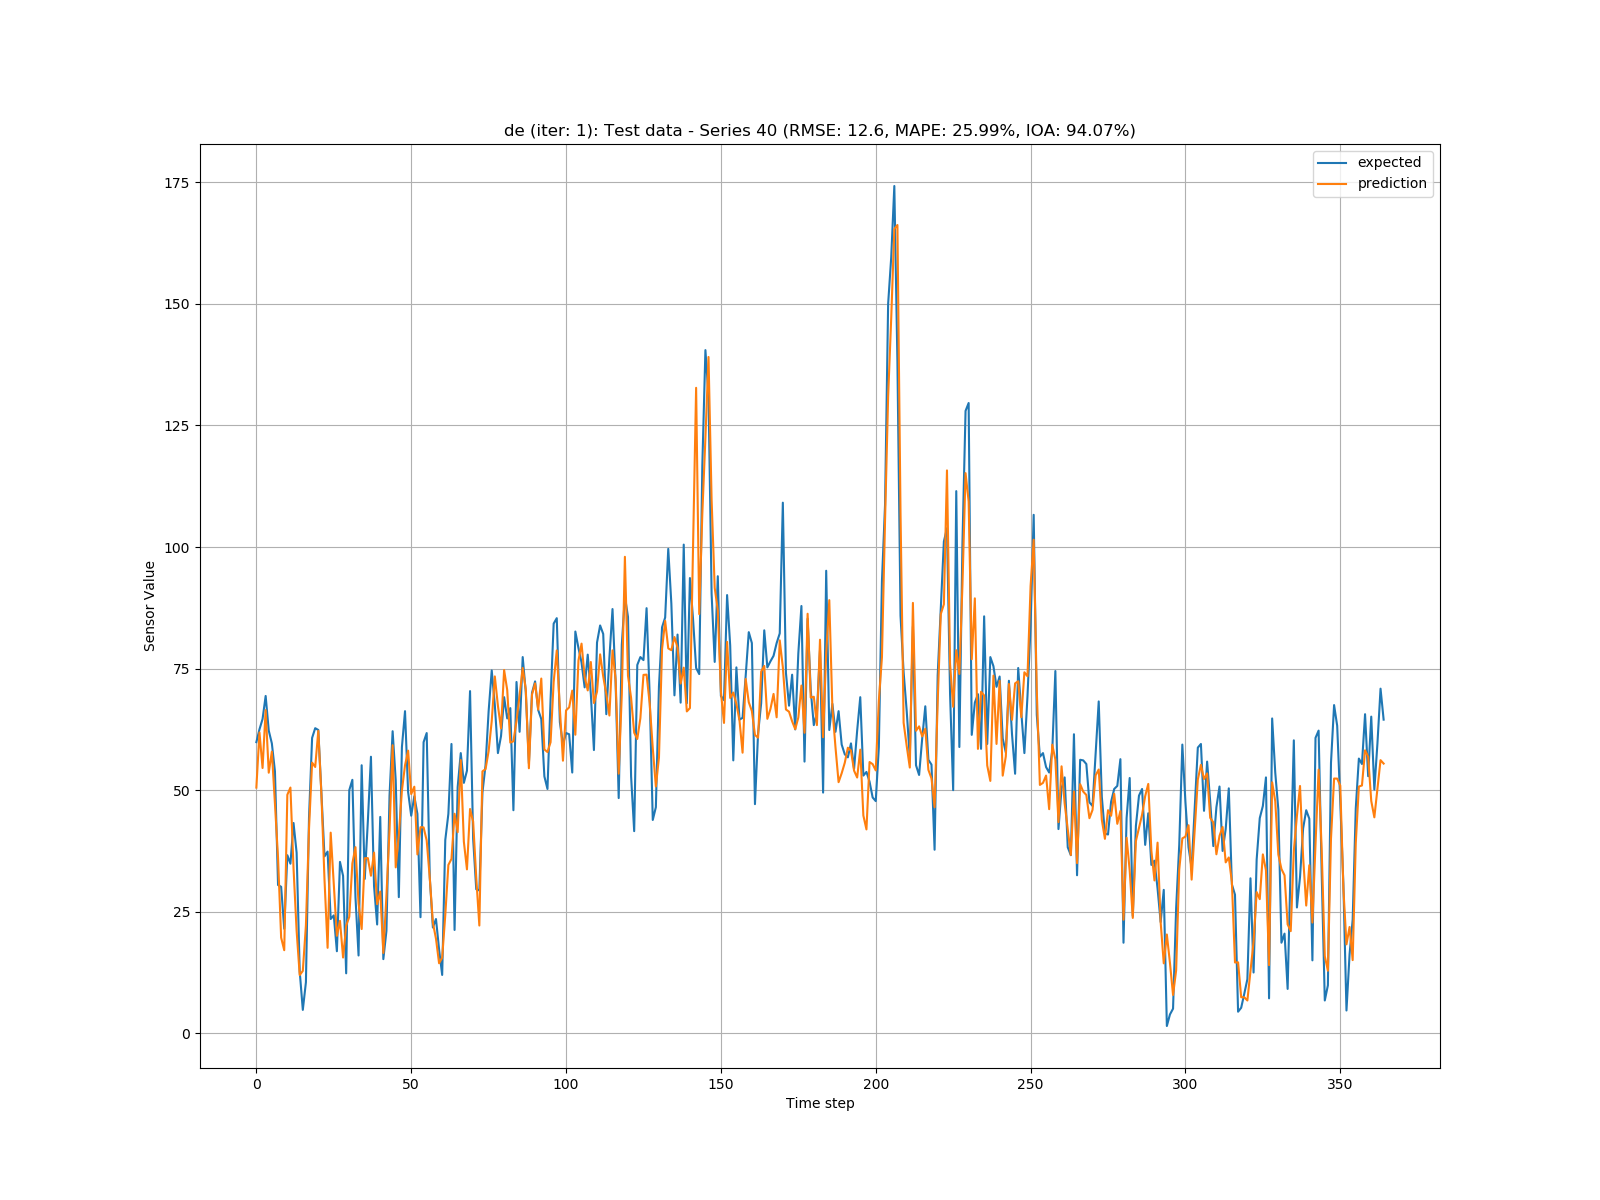 de (iter: 1): Test data - Series 40 (RMSE: 12.6, MAPE: 25.99%, IOA: 94.07%)
expected
prediction
175
150
125
100
75
50
25
0
Sensor Value
0 50 100 150 200 250 300 350
Time step